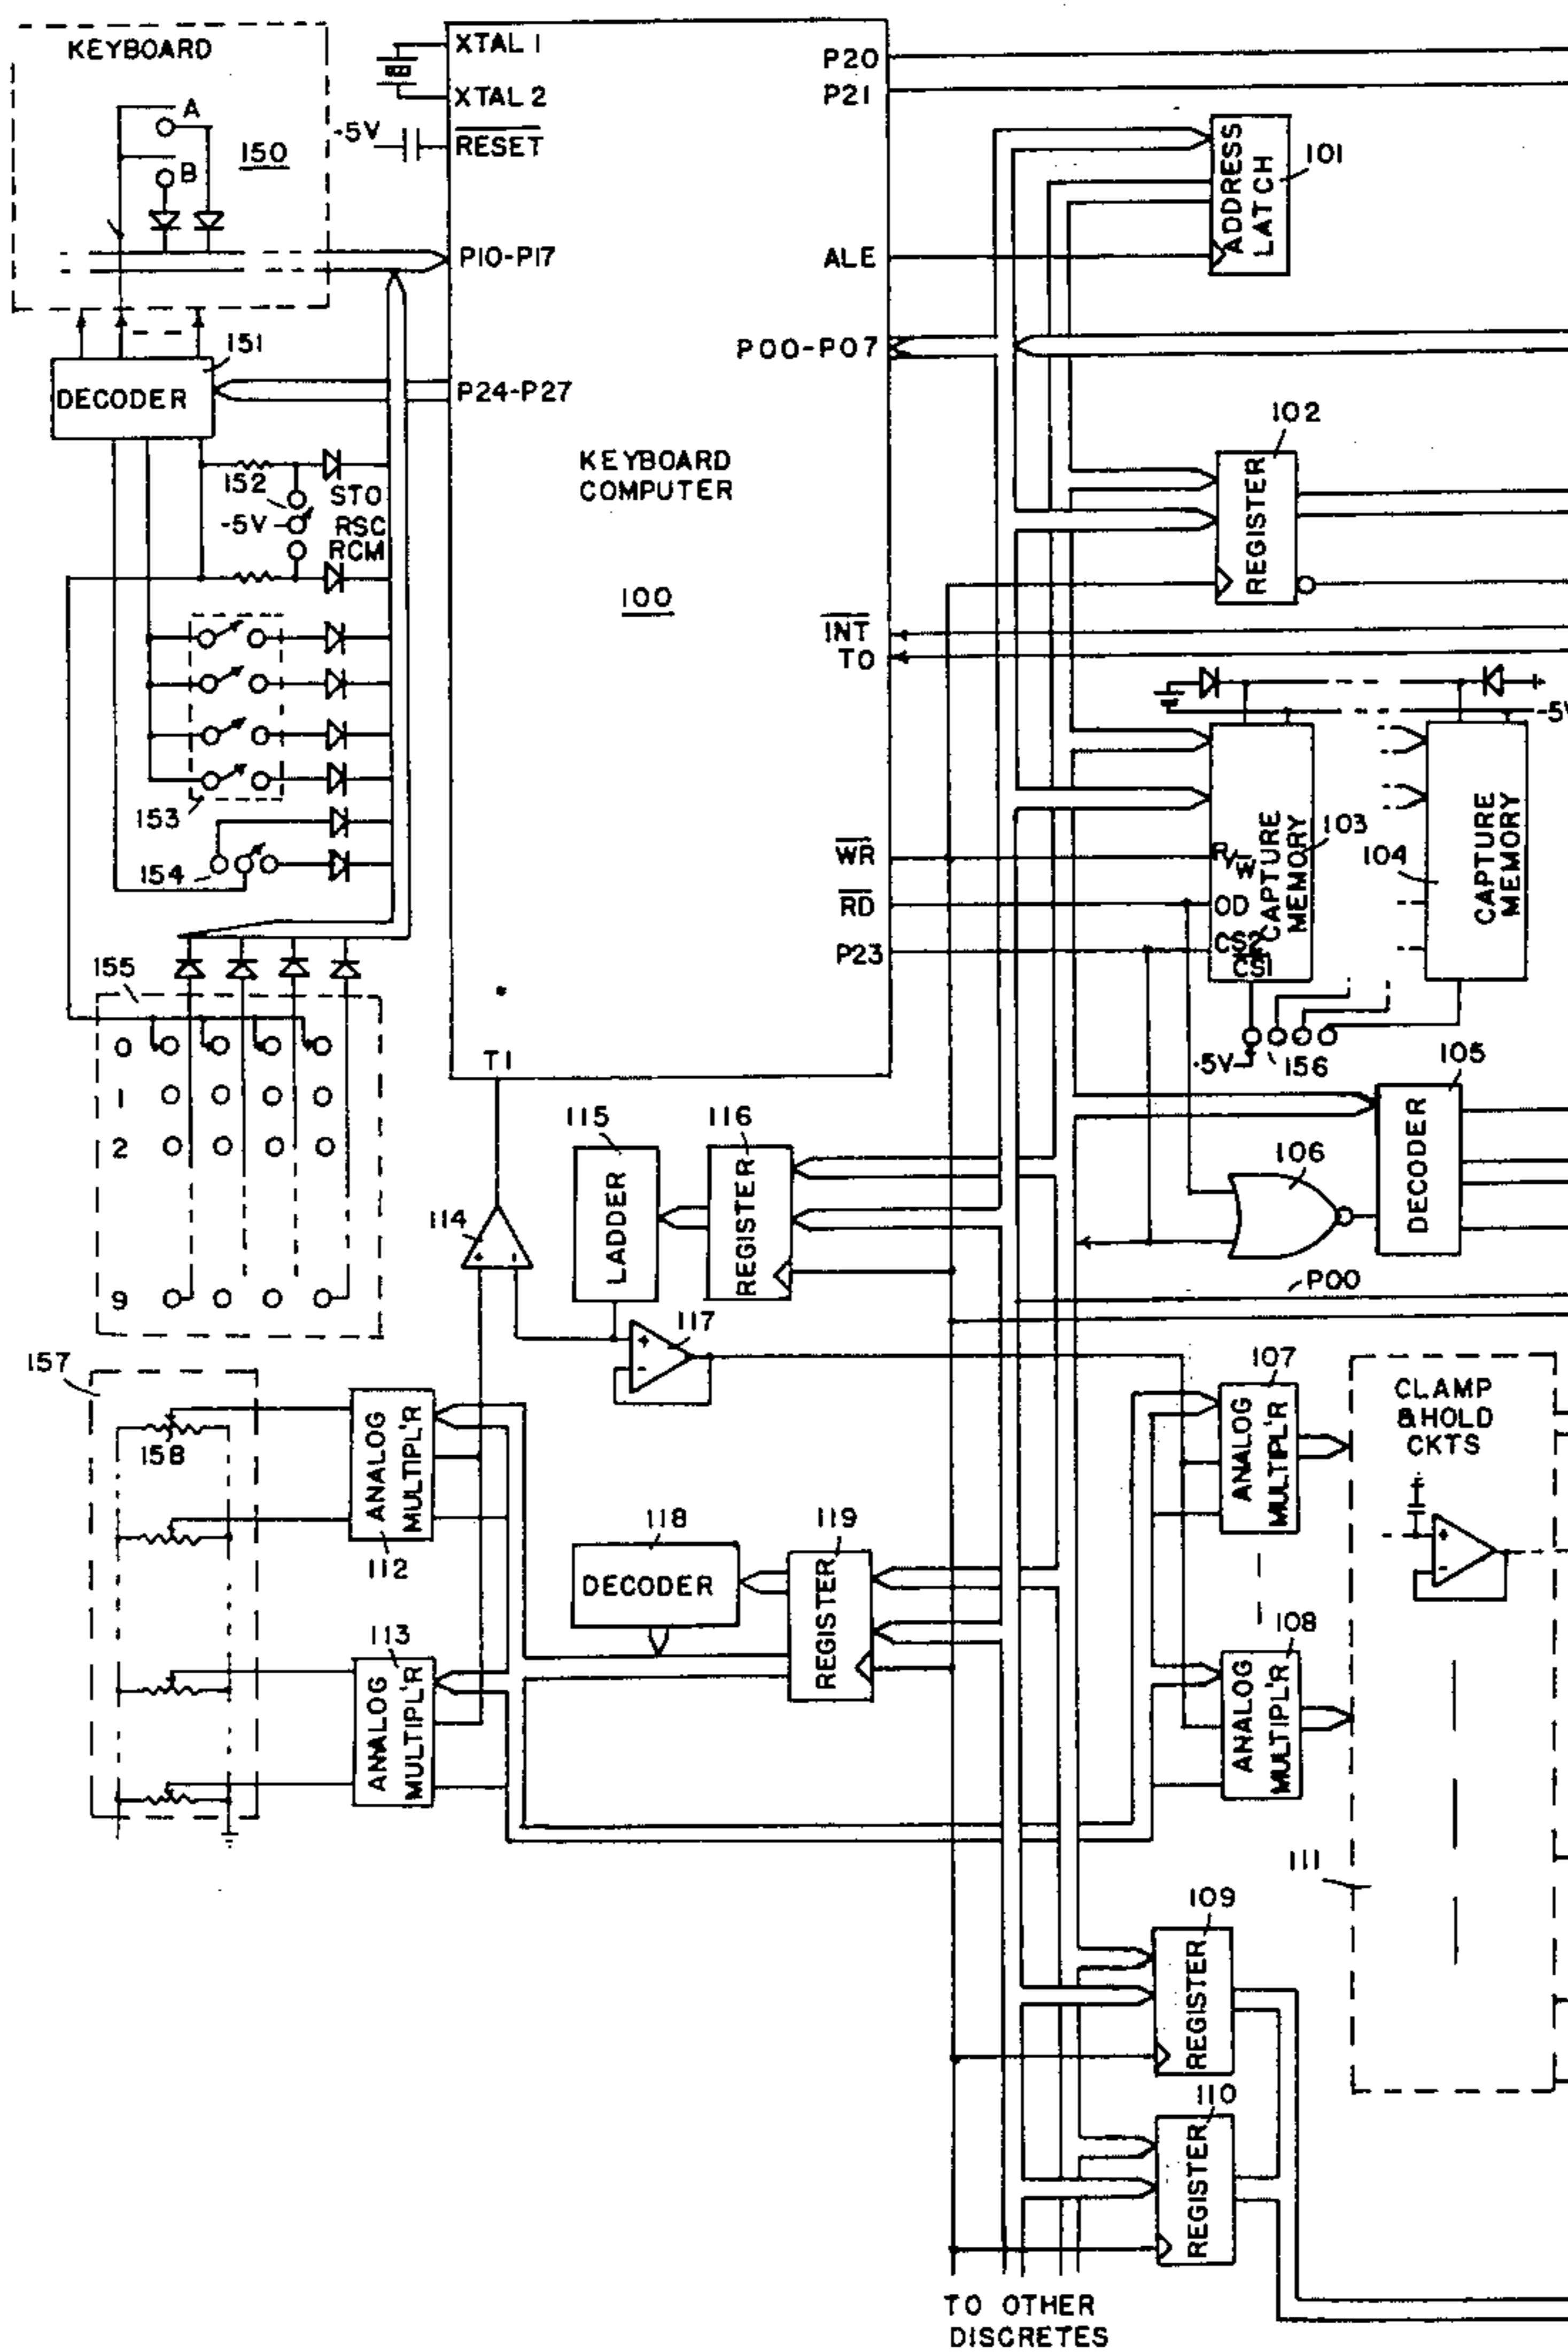 KEYBOARD
A
B
150
XTAL 1
XTAL 2
-5V
RESET
P10-P17
P24-P27
P20
P21
ALE
P00-P07
KEYBOARD
COMPUTER
100
INT
T0
WR
RD
P23
T1
ADDRESS
LATCH
101
151
DECODER
152
STO
-5V
RSC
RCM
153
154
155
0
1
2
9
102
REGISTER
-5V
CAPTURE
MEMORY
103
R/W
OD
CS2
CS1
104
CAPTURE
MEMORY
-5V
156
105
DECODER
106
P00
114
+
-
115
LADDER
116
REGISTER
117
+
-
157
158
ANALOG
MULTIPL'R
112
113
ANALOG
MULTIPL'R
118
DECODER
119
REGISTER
107
ANALOG
MULTIPL'R
108
ANALOG
MULTIPL'R
CLAMP
& HOLD
CKTS
+
-
111
109
REGISTER
110
REGISTER
TO OTHER
DISCRETES